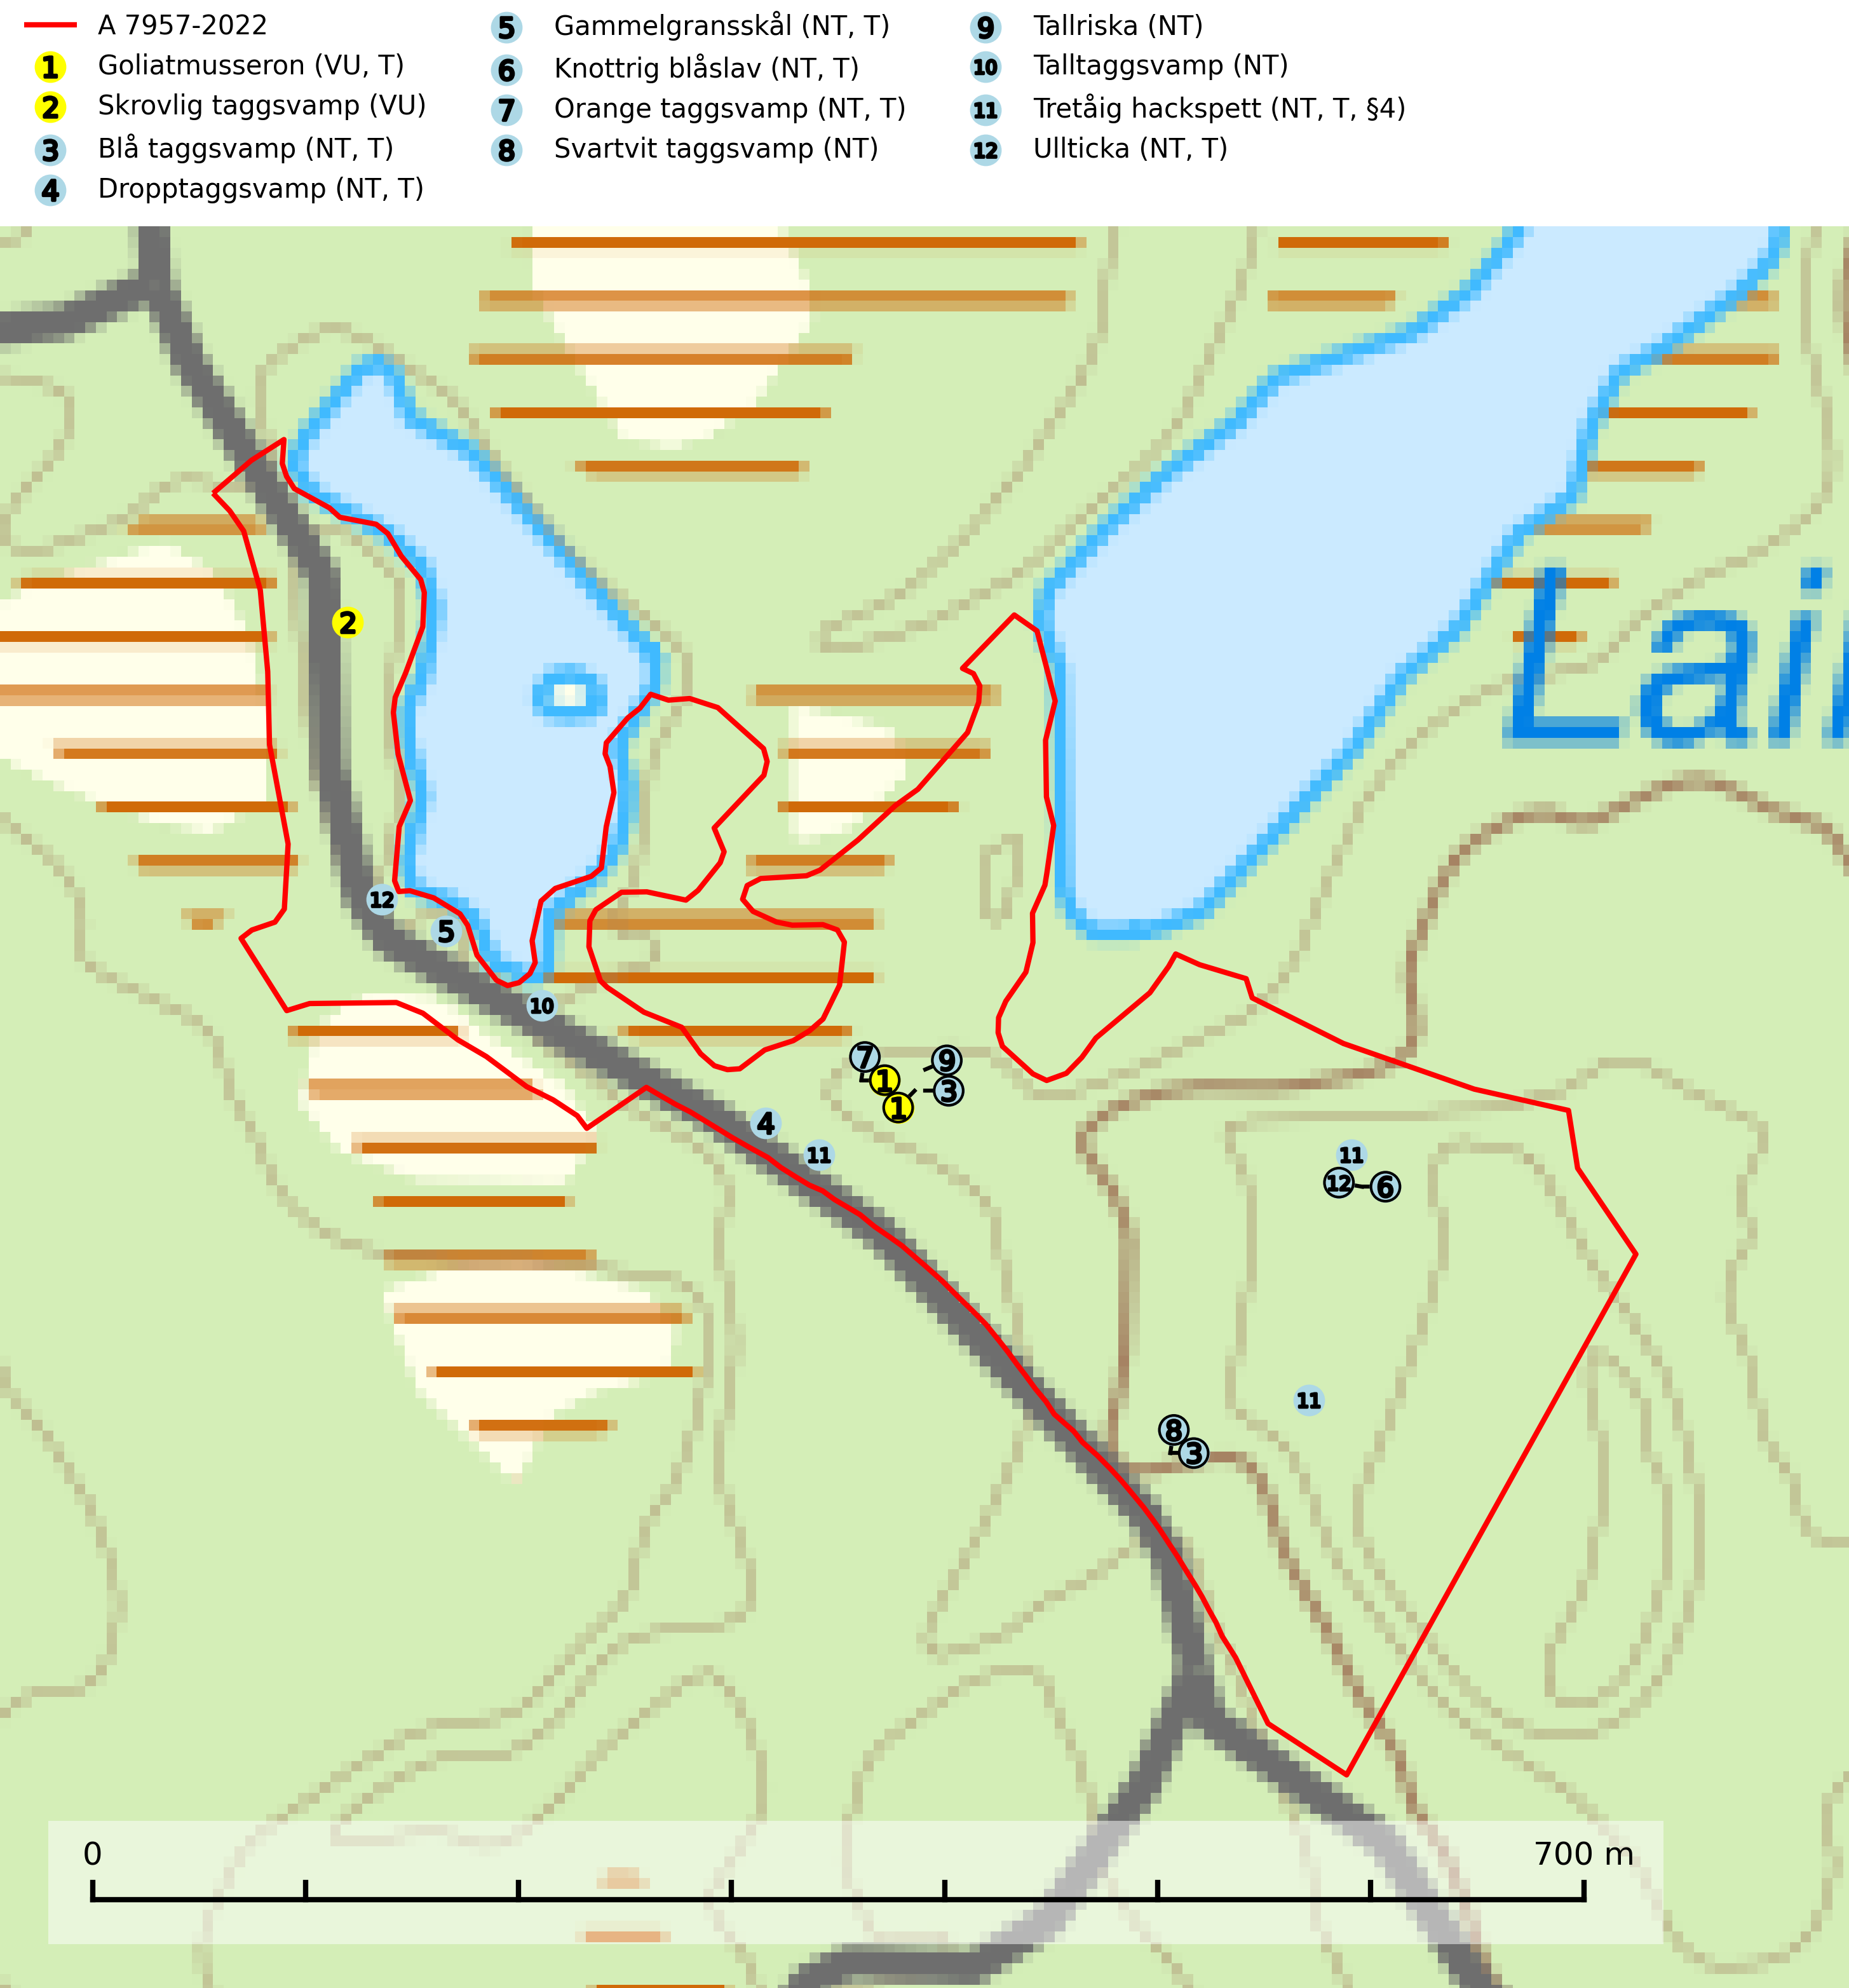 A 7957-2022
1 Goliatmusseron (VU, T)
2 Skrovlig taggsvamp (VU)
3 Blå taggsvamp (NT, T)
4 Dropptaggsvamp (NT, T)
5 Gammelgransskål (NT, T)
6 Knottrig blåslav (NT, T)
7 Orange taggsvamp (NT, T)
8 Svartvit taggsvamp (NT)
9 Tallriska (NT)
10 Talltaggsvamp (NT)
11 Tretåig hackspett (NT, T, §4)
12 Ullticka (NT, T)
2
Lai
12
5
10
7
9
1
3
1
4
11
11
12
6
11
8
3
0
700 m